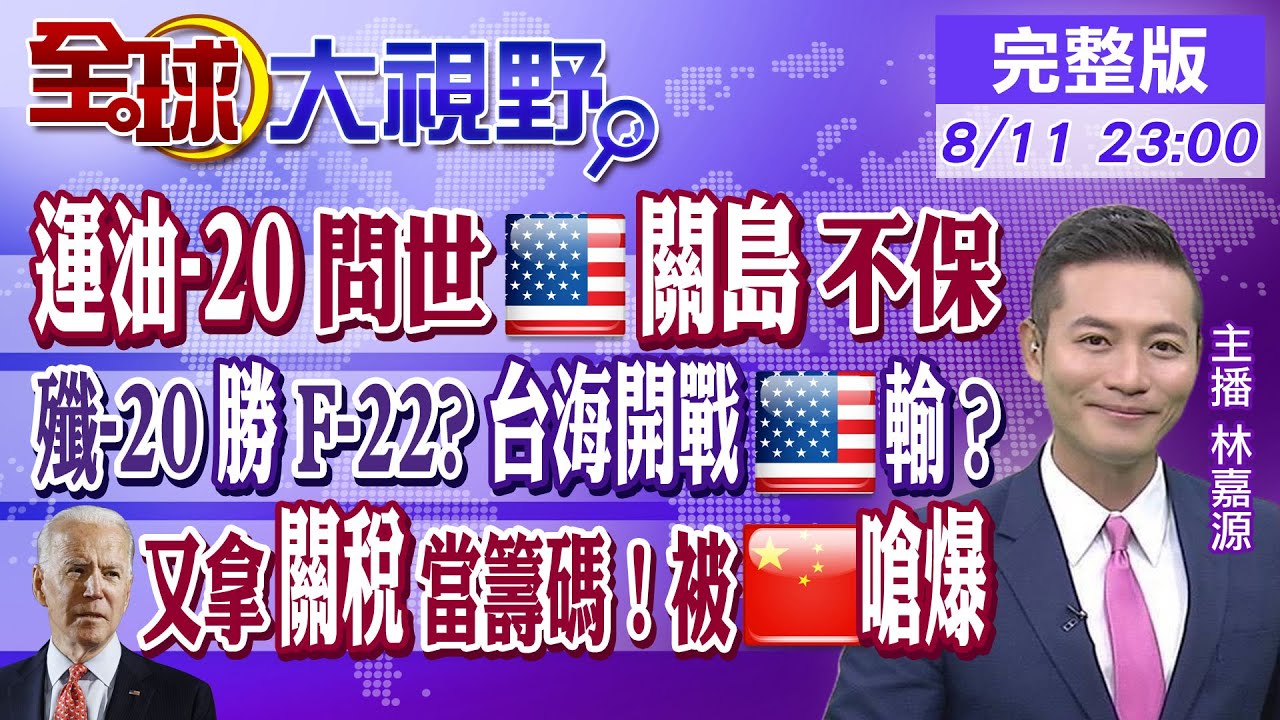 全球大視野
完整版
8/11 23:00
運油-20 問世 關島 不保
殲-20 勝 F-22? 台海開戰 輸?
又拿 關稅 當籌碼!被 嗆爆
主播 林嘉源